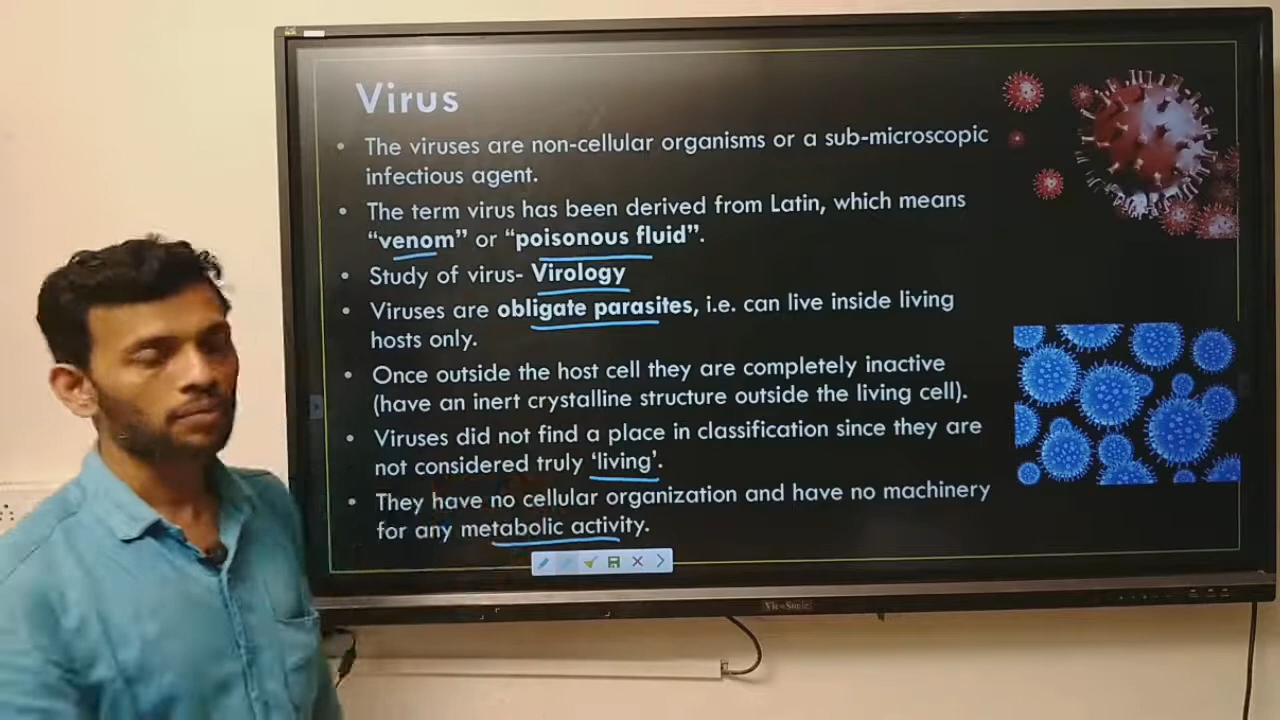 Virus
• The viruses are non-cellular organisms or a sub-microscopic
infectious agent.
• The term virus has been derived from Latin, which means
“venom” or “poisonous fluid”.
• Study of virus- Virology
• Viruses are obligate parasites, i.e. can live inside living
hosts only.
• Once outside the host cell they are completely inactive
(have an inert crystalline structure outside the living cell).
• Viruses did not find a place in classification since they are
not considered truly ‘living’.
• They have no cellular organization and have no machinery
for any metabolic activity.
ViewSonic